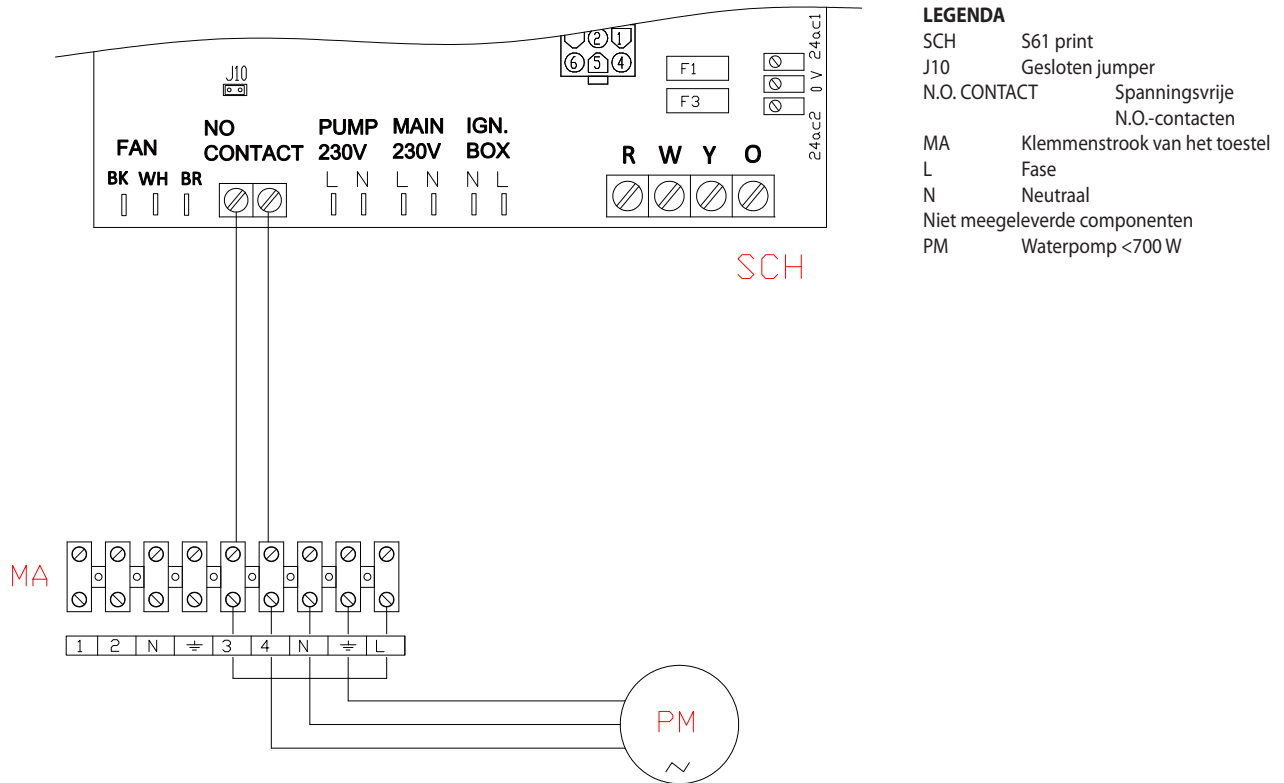 J10
2 1
6 5 4
F1
F3
24ac1
0 V
24ac2
FAN
NO
CONTACT
PUMP
230V
MAIN
230V
IGN.
BOX
BK WH BR
L N L N N L
R W Y O
SCH
MA
1 2 N ⏚ 3 4 N ⏚ L
PM
LEGENDA
SCH S61 print
J10 Gesloten jumper
N.O. CONTACT Spanningsvrije
N.O.-contacten
MA Klemmenstrook van het toestel
L Fase
N Neutraal
Niet meegeleverde componenten
PM Waterpomp <700 W